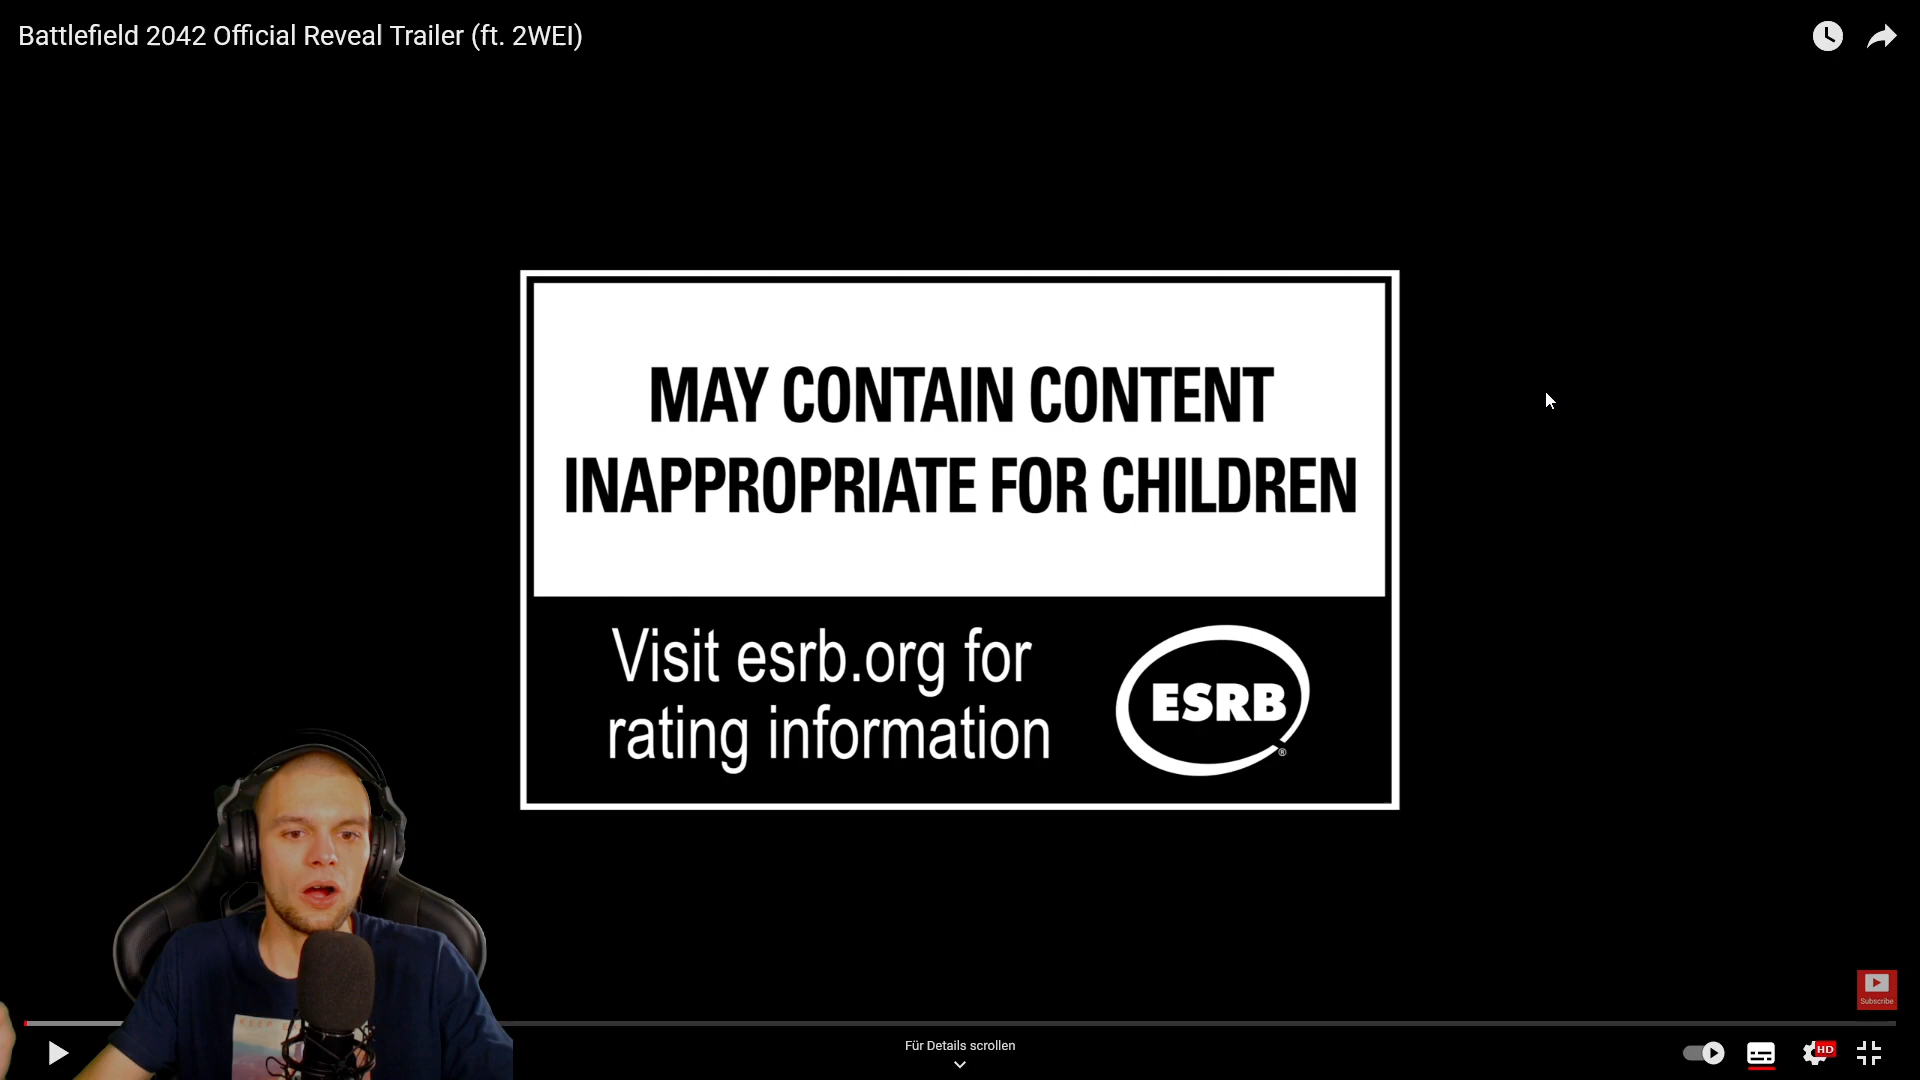 Battlefield 2042 Official Reveal Trailer (ft. 2WEI)
MAY CONTAIN CONTENT
INAPPROPRIATE FOR CHILDREN
Visit esrb.org for
rating information
ESRB
®
Subscribe
Für Details scrollen
HD